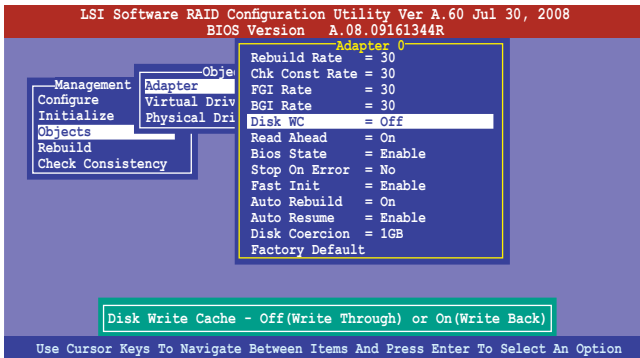 LSI Software RAID Configuration Utility Ver A.60 Jul 30, 2008
BIOS Version A.08.09161344R
Management
Configure
Initialize
Objects
Rebuild
Check Consistency
Obje
Adapter
Virtual Driv
Physical Dri
Adapter 0
Rebuild Rate = 30
Chk Const Rate = 30
FGI Rate = 30
BGI Rate = 30
Disk WC = Off
Read Ahead = On
Bios State = Enable
Stop On Error = No
Fast Init = Enable
Auto Rebuild = On
Auto Resume = Enable
Disk Coercion = 1GB
Factory Default
Disk Write Cache - Off(Write Through) or On(Write Back)
Use Cursor Keys To Navigate Between Items And Press Enter To Select An Option